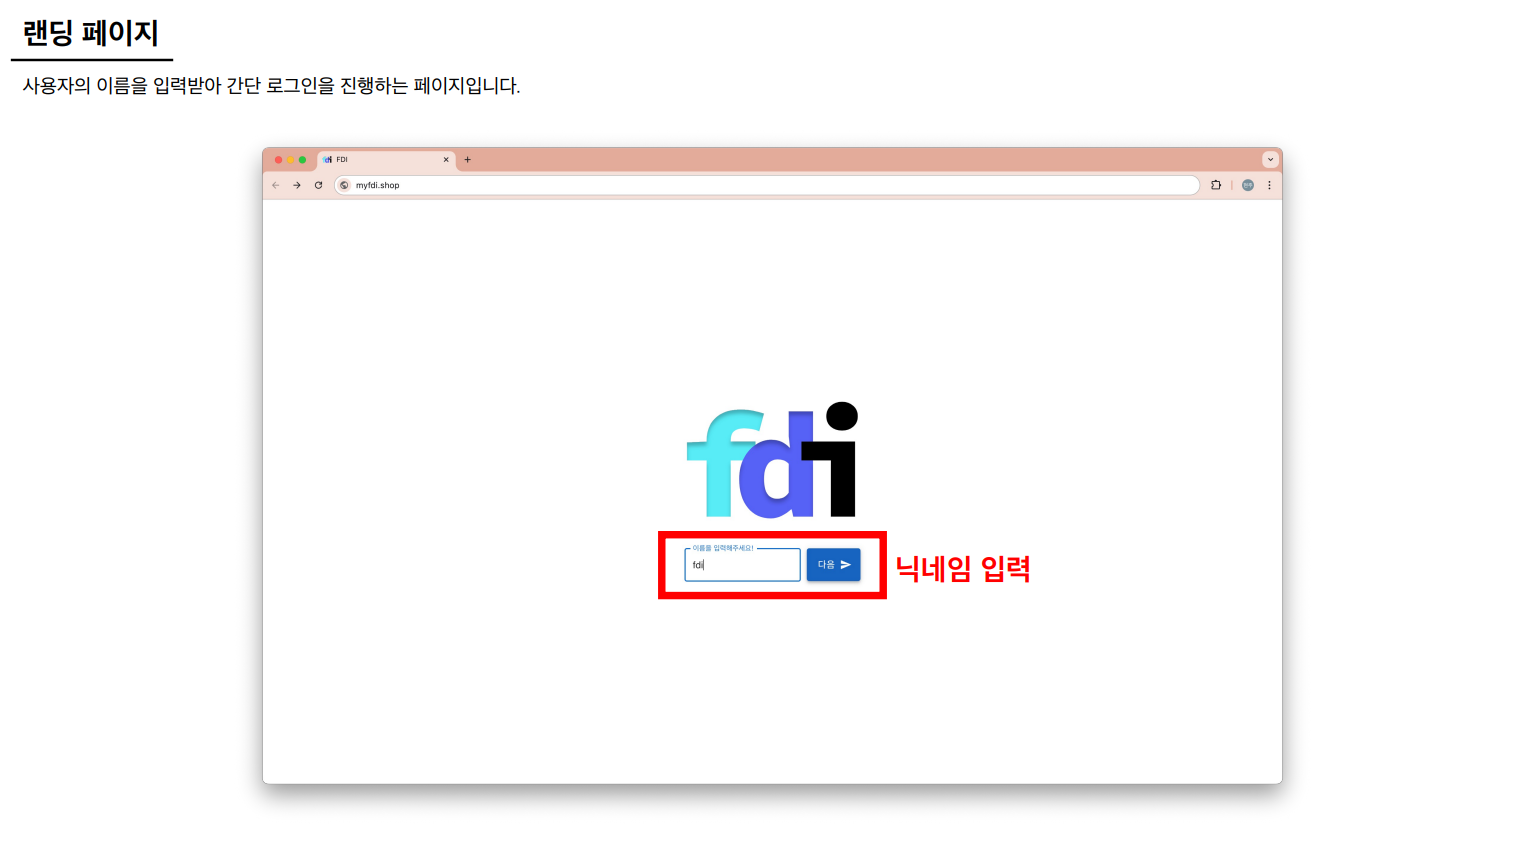 랜딩 페이지
사용자의 이름을 입력받아 간단 로그인을 진행하는 페이지입니다.
fdi FDI
myfdi.shop
fdi
이름을 입력해주세요!
fdi
다음
닉네임 입력